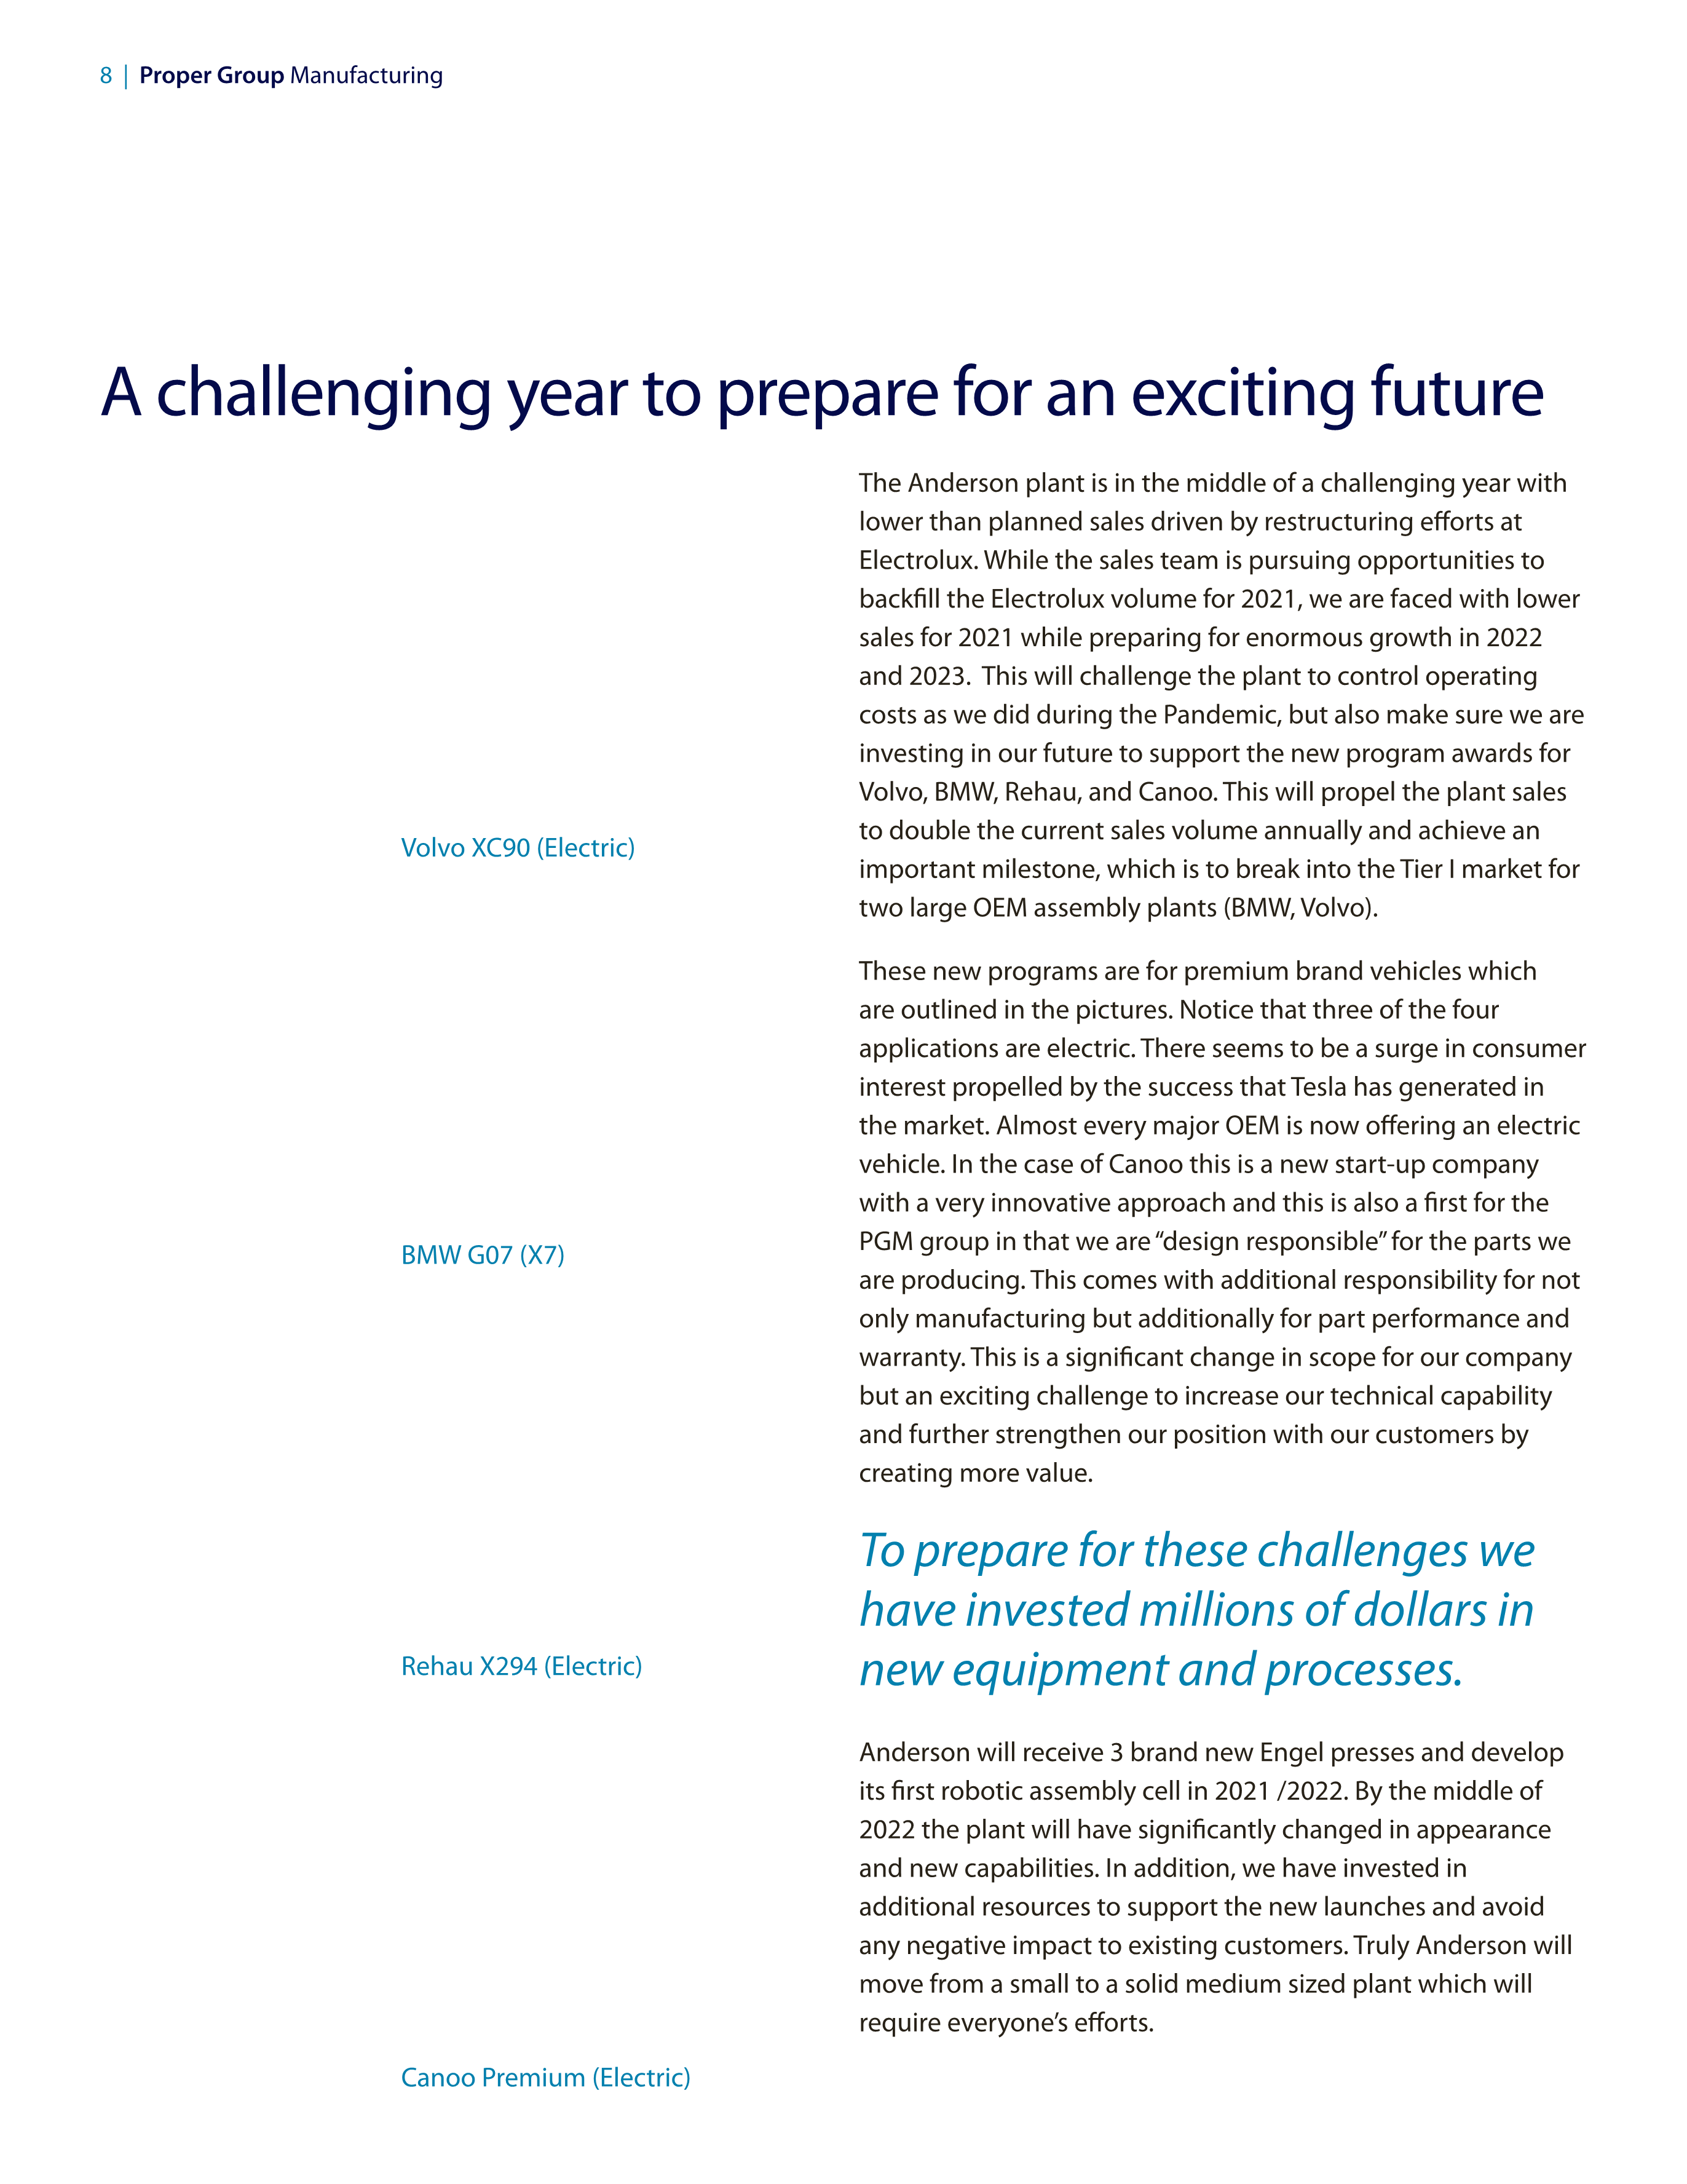 8 | Proper Group Manufacturing
A challenging year to prepare for an exciting future
Volvo XC90 (Electric)
BMW G07 (X7)
Rehau X294 (Electric)
Canoo Premium (Electric)
The Anderson plant is in the middle of a challenging year with
lower than planned sales driven by restructuring efforts at
Electrolux. While the sales team is pursuing opportunities to
backfill the Electrolux volume for 2021, we are faced with lower
sales for 2021 while preparing for enormous growth in 2022
and 2023.  This will challenge the plant to control operating
costs as we did during the Pandemic, but also make sure we are
investing in our future to support the new program awards for
Volvo, BMW, Rehau, and Canoo. This will propel the plant sales
to double the current sales volume annually and achieve an
important milestone, which is to break into the Tier I market for
two large OEM assembly plants (BMW, Volvo).
These new programs are for premium brand vehicles which
are outlined in the pictures. Notice that three of the four
applications are electric. There seems to be a surge in consumer
interest propelled by the success that Tesla has generated in
the market. Almost every major OEM is now offering an electric
vehicle. In the case of Canoo this is a new start-up company
with a very innovative approach and this is also a first for the
PGM group in that we are “design responsible” for the parts we
are producing. This comes with additional responsibility for not
only manufacturing but additionally for part performance and
warranty. This is a significant change in scope for our company
but an exciting challenge to increase our technical capability
and further strengthen our position with our customers by
creating more value.
To prepare for these challenges we
have invested millions of dollars in
new equipment and processes.
Anderson will receive 3 brand new Engel presses and develop
its first robotic assembly cell in 2021 /2022. By the middle of
2022 the plant will have significantly changed in appearance
and new capabilities. In addition, we have invested in
additional resources to support the new launches and avoid
any negative impact to existing customers. Truly Anderson will
move from a small to a solid medium sized plant which will
require everyone’s efforts.